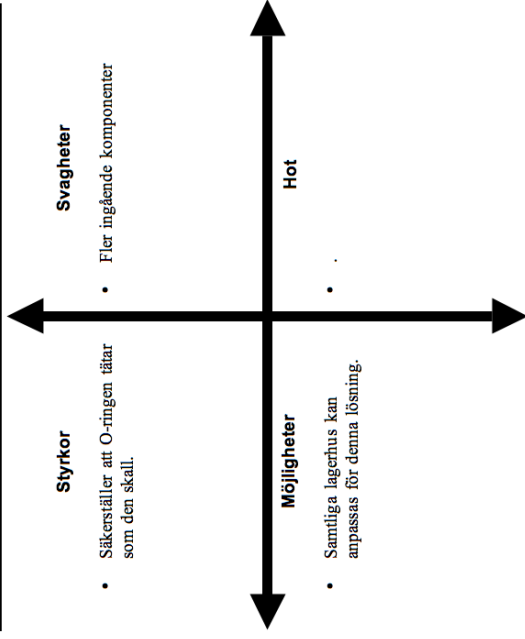 Styrkor
• Säkerställer att O-ringen tätar
som den skall.
Svagheter
• Fler ingående komponenter
Möjligheter
• Samtliga lagerhus kan
anpassas för denna lösning.
Hot
• .